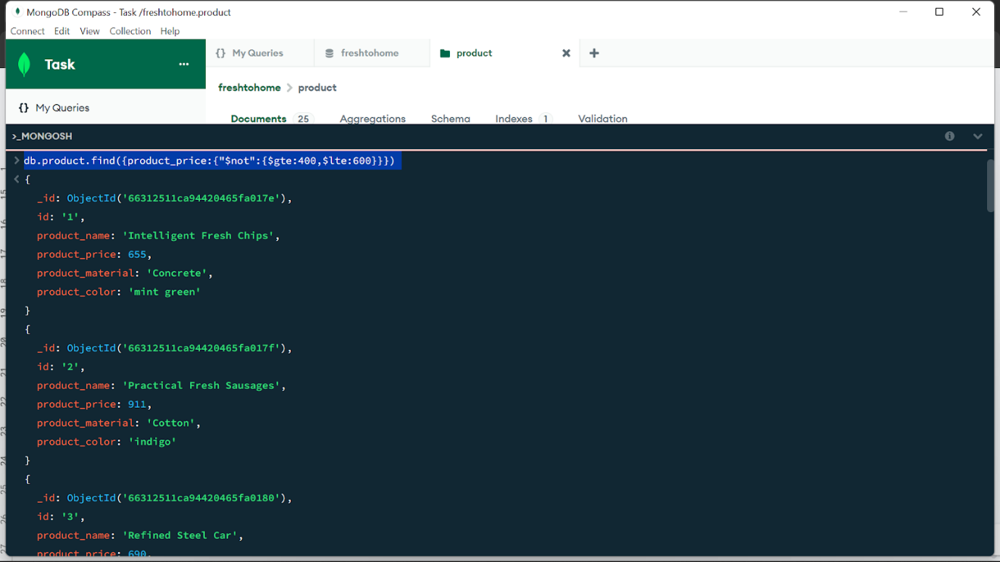 MongoDB Compass - Task /freshtohome.product
Connect Edit View Collection Help
Task ...
{} My Queries freshtohome product
freshtohome > product
{} My Queries
Documents 25 Aggregations Schema Indexes 1 Validation
>_MONGOSH
> db.product.find({product_price:{"$not":{$gte:400,$lte:600}}})
< {
_id: ObjectId('66312511ca94420465fa017e'),
id: '1',
product_name: 'Intelligent Fresh Chips',
product_price: 655,
product_material: 'Concrete',
product_color: 'mint green'
}
{
_id: ObjectId('66312511ca94420465fa017f'),
id: '2',
product_name: 'Practical Fresh Sausages',
product_price: 911,
product_material: 'Cotton',
product_color: 'indigo'
}
{
_id: ObjectId('66312511ca94420465fa0180'),
id: '3',
product_name: 'Refined Steel Car',
product_price: 690,